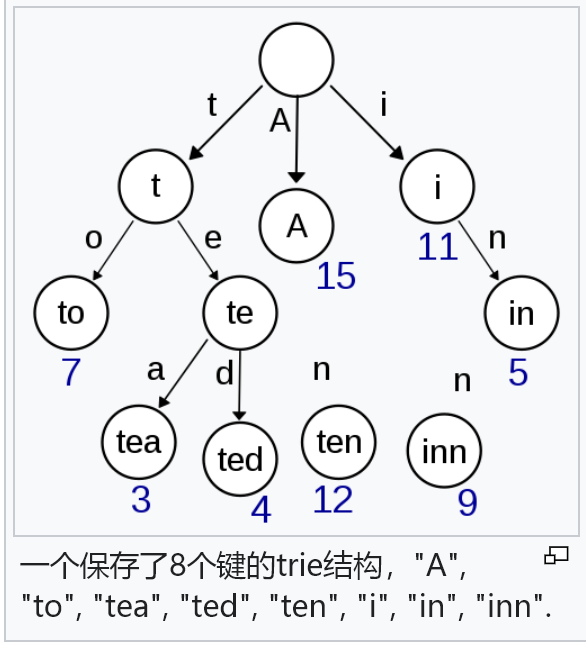 t
A
i
t
A
i
o
e
n
11
15
to
te
in
7
5
a
d
n
n
tea
ted
ten
inn
3
4
12
9
一个保存了8个键的trie结构，"A",
"to", "tea", "ted", "ten", "i", "in", "inn".